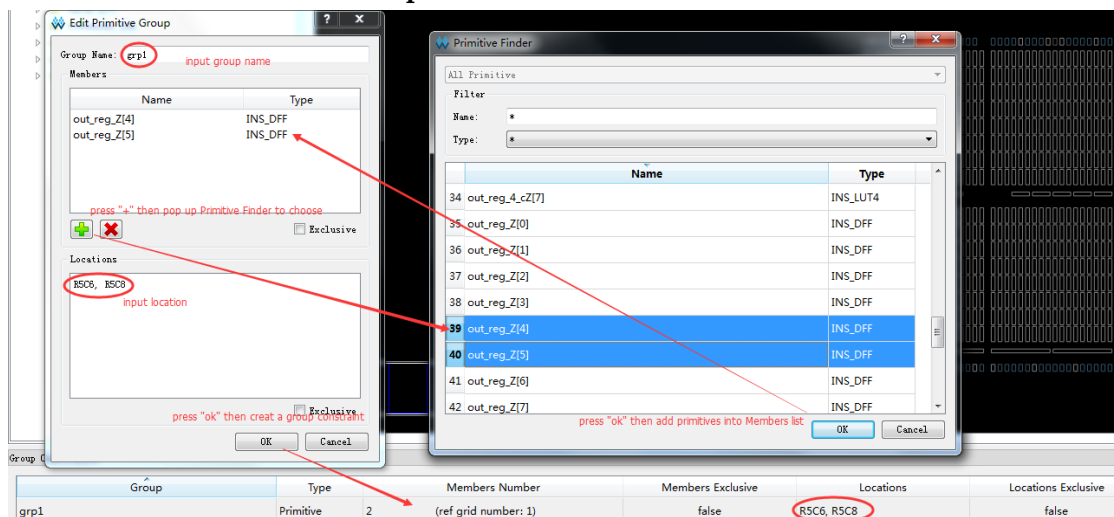 Edit Primitive Group
Group Name: grp1
input group name
Members
Name Type
out_reg_Z[4] INS_DFF
out_reg_Z[5] INS_DFF
press "+" then pop up Primitive Finder to choose
Exclusive
Locations
R5C6, R5C8
input location
Exclusive
press "ok" then creat a group constraint
OK Cancel
Primitive Finder
All Primitive
Filter
Name: *
Type: *
Name Type
34 out_reg_4_cZ[7] INS_LUT4
35 out_reg_Z[0] INS_DFF
36 out_reg_Z[1] INS_DFF
37 out_reg_Z[2] INS_DFF
38 out_reg_Z[3] INS_DFF
39 out_reg_Z[4] INS_DFF
40 out_reg_Z[5] INS_DFF
41 out_reg_Z[6] INS_DFF
42 out_reg_Z[7] INS_DFF
press "ok" then add primitives into Members list
OK Cancel
Group
Group Type Members Number Members Exclusive Locations Locations Exclusive
grp1 Primitive 2 (ref grid number: 1) false R5C6, R5C8 false